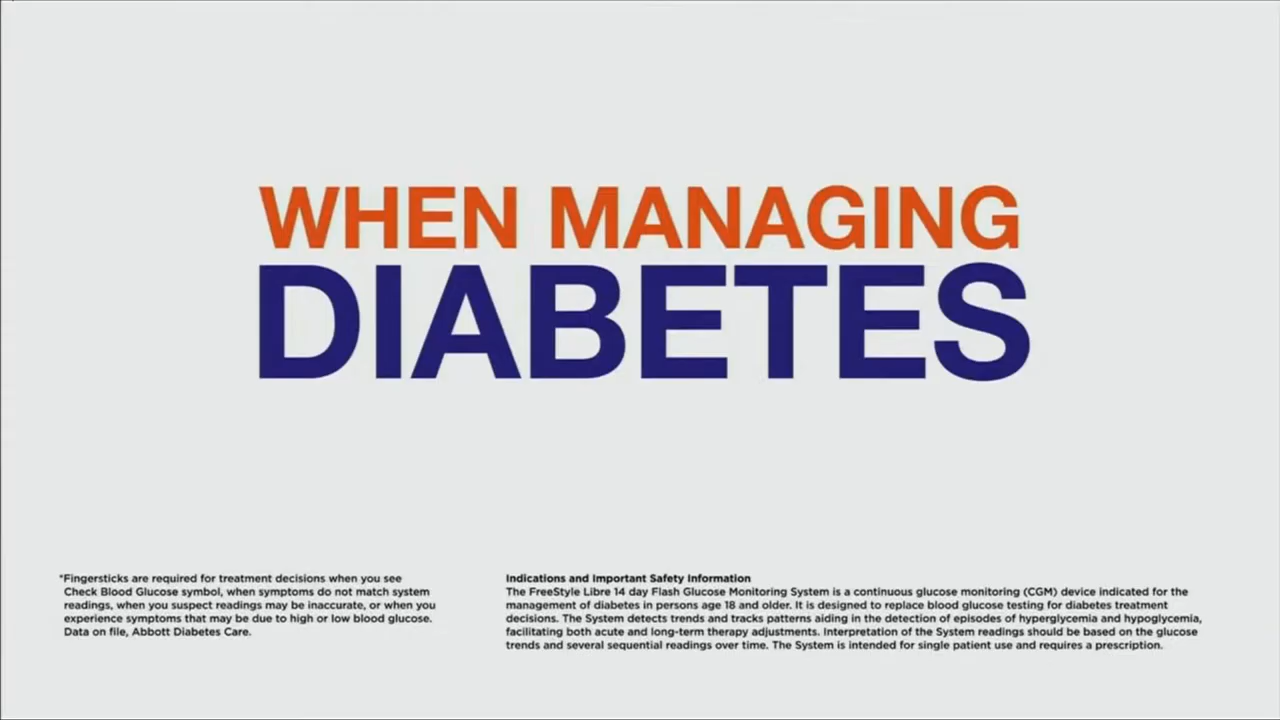 WHEN MANAGING
DIABETES
*Fingersticks are required for treatment decisions when you see
Check Blood Glucose symbol, when symptoms do not match system
readings, when you suspect readings may be inaccurate, or when you
experience symptoms that may be due to high or low blood glucose.
Data on file, Abbott Diabetes Care.
Indications and Important Safety Information
The FreeStyle Libre 14 day Flash Glucose Monitoring System is a continuous glucose monitoring (CGM) device indicated for the
management of diabetes in persons age 18 and older. It is designed to replace blood glucose testing for diabetes treatment
decisions. The System detects trends and tracks patterns aiding in the detection of episodes of hyperglycemia and hypoglycemia,
facilitating both acute and long-term therapy adjustments. Interpretation of the System readings should be based on the glucose
trends and several sequential readings over time. The System is intended for single patient use and requires a prescription.